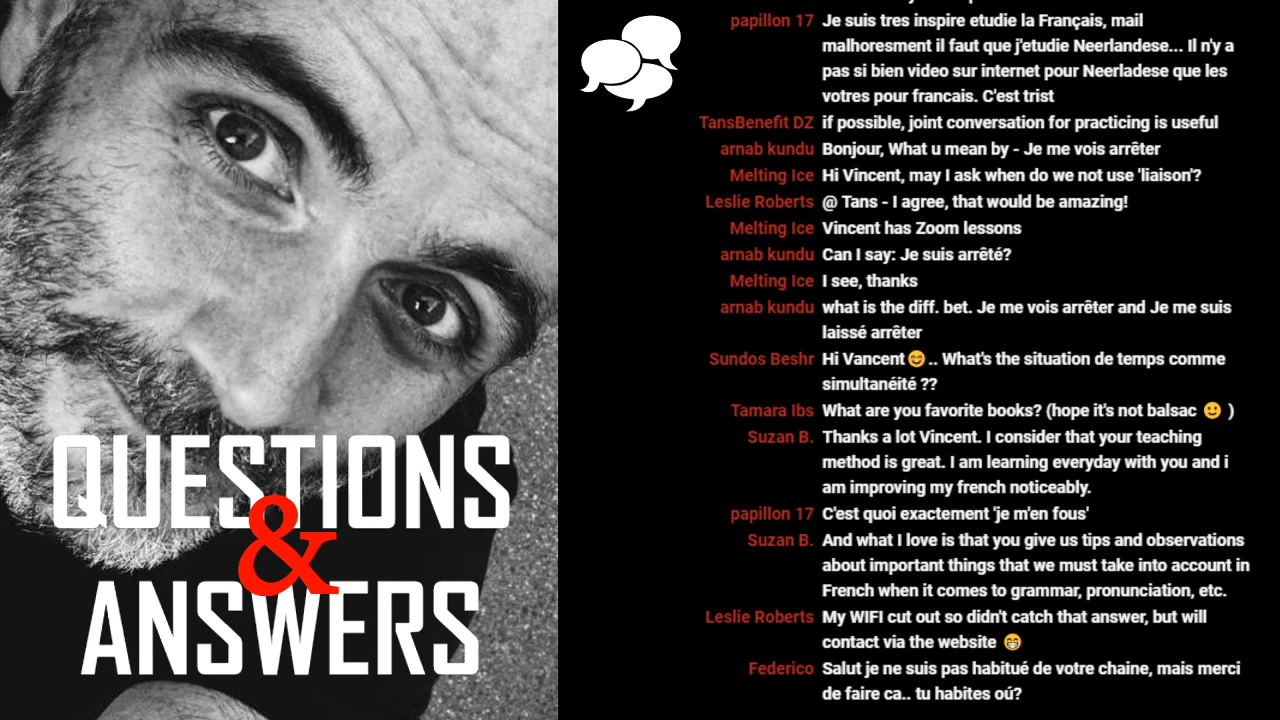 QUESTIONS
&
ANSWERS
papillon 17 Je suis tres inspire etudie la Français, mail
malhoresment il faut que j'etudie Neerlandese... Il n'y a
pas si bien video sur internet pour Neerladese que les
votres pour francais. C'est trist
TansBenefit DZ if possible, joint conversation for practicing is useful
arnab kundu Bonjour, What u mean by - Je me vois arrêter
Melting Ice Hi Vincent, may I ask when do we not use 'liaison'?
Leslie Roberts @ Tans - I agree, that would be amazing!
Melting Ice Vincent has Zoom lessons
arnab kundu Can I say: Je suis arrêté?
Melting Ice I see, thanks
arnab kundu what is the diff. bet. Je me vois arrêter and Je me suis
laissé arrêter
Sundos Beshr Hi Vancent😊.. What's the situation de temps comme
simultanéité ??
Tamara Ibs What are you favorite books? (hope it's not balsac 🙂 )
Suzan B. Thanks a lot Vincent. I consider that your teaching
method is great. I am learning everyday with you and i
am improving my french noticeably.
papillon 17 C'est quoi exactement 'je m'en fous'
Suzan B. And what I love is that you give us tips and observations
about important things that we must take into account in
French when it comes to grammar, pronunciation, etc.
Leslie Roberts My WIFI cut out so didn't catch that answer, but will
contact via the website 😁
Federico Salut je ne suis pas habitué de votre chaine, mais merci
de faire ca.. tu habites oú?